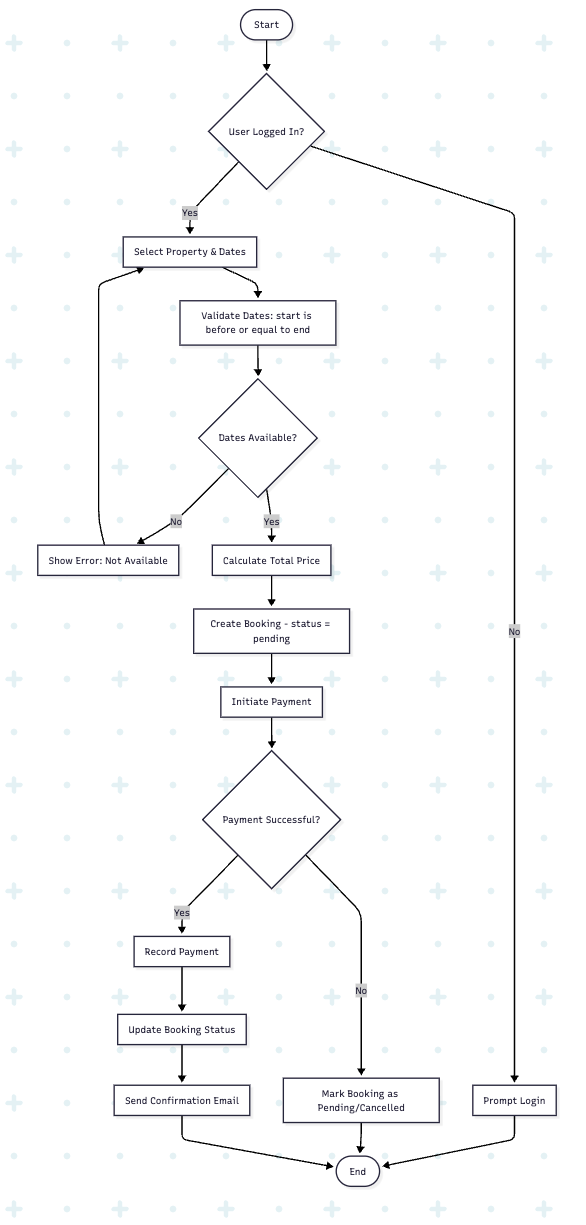 Start
User Logged In?
Yes
Select Property & Dates
Validate Dates: start is
before or equal to end
Dates Available?
No
Yes
Show Error: Not Available
Calculate Total Price
Create Booking - status =
pending
No
Initiate Payment
Payment Successful?
Yes
Record Payment
No
Update Booking Status
Send Confirmation Email
Mark Booking as
Pending/Cancelled
Prompt Login
End